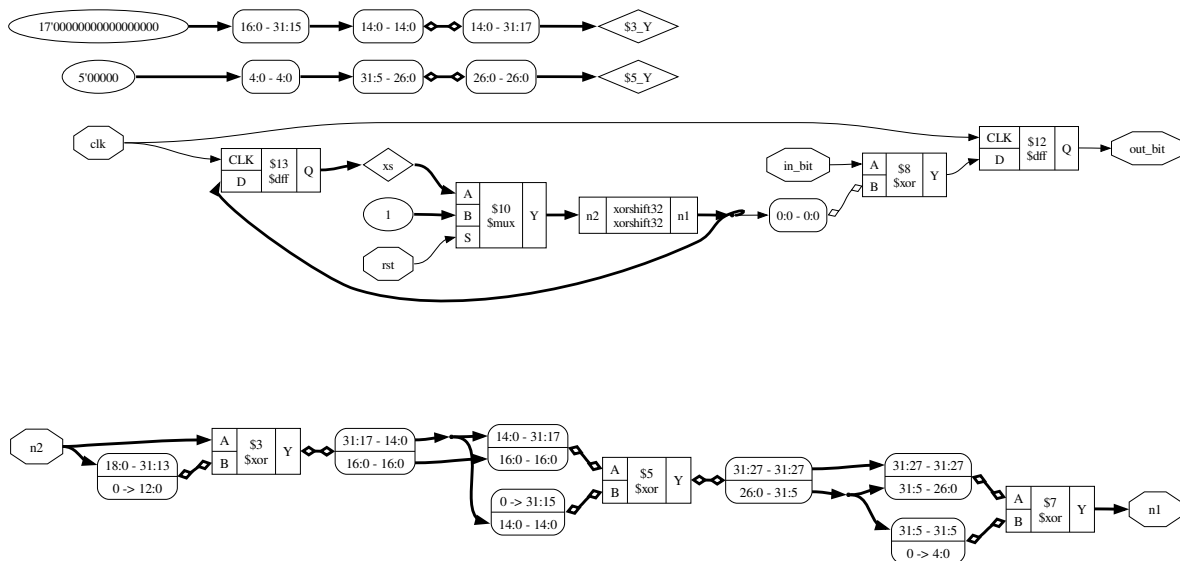 17'00000000000000000
16:0 - 31:15
14:0 - 14:0
14:0 - 31:17
$3_Y
5'00000
4:0 - 4:0
31:5 - 26:0
26:0 - 26:0
$5_Y
clk
CLK
D
$13
$dff
Q
xs
1
rst
A
B
S
$10
$mux
Y
n2
xorshift32
xorshift32
n1
0:0 - 0:0
in_bit
A
B
$8
$xor
Y
CLK
D
$12
$dff
Q
out_bit
n2
18:0 - 31:13
0 -> 12:0
A
B
$3
$xor
Y
31:17 - 14:0
16:0 - 16:0
14:0 - 31:17
16:0 - 16:0
0 -> 31:15
14:0 - 14:0
A
B
$5
$xor
Y
31:27 - 31:27
26:0 - 31:5
31:27 - 31:27
31:5 - 26:0
31:5 - 31:5
0 -> 4:0
A
B
$7
$xor
Y
n1